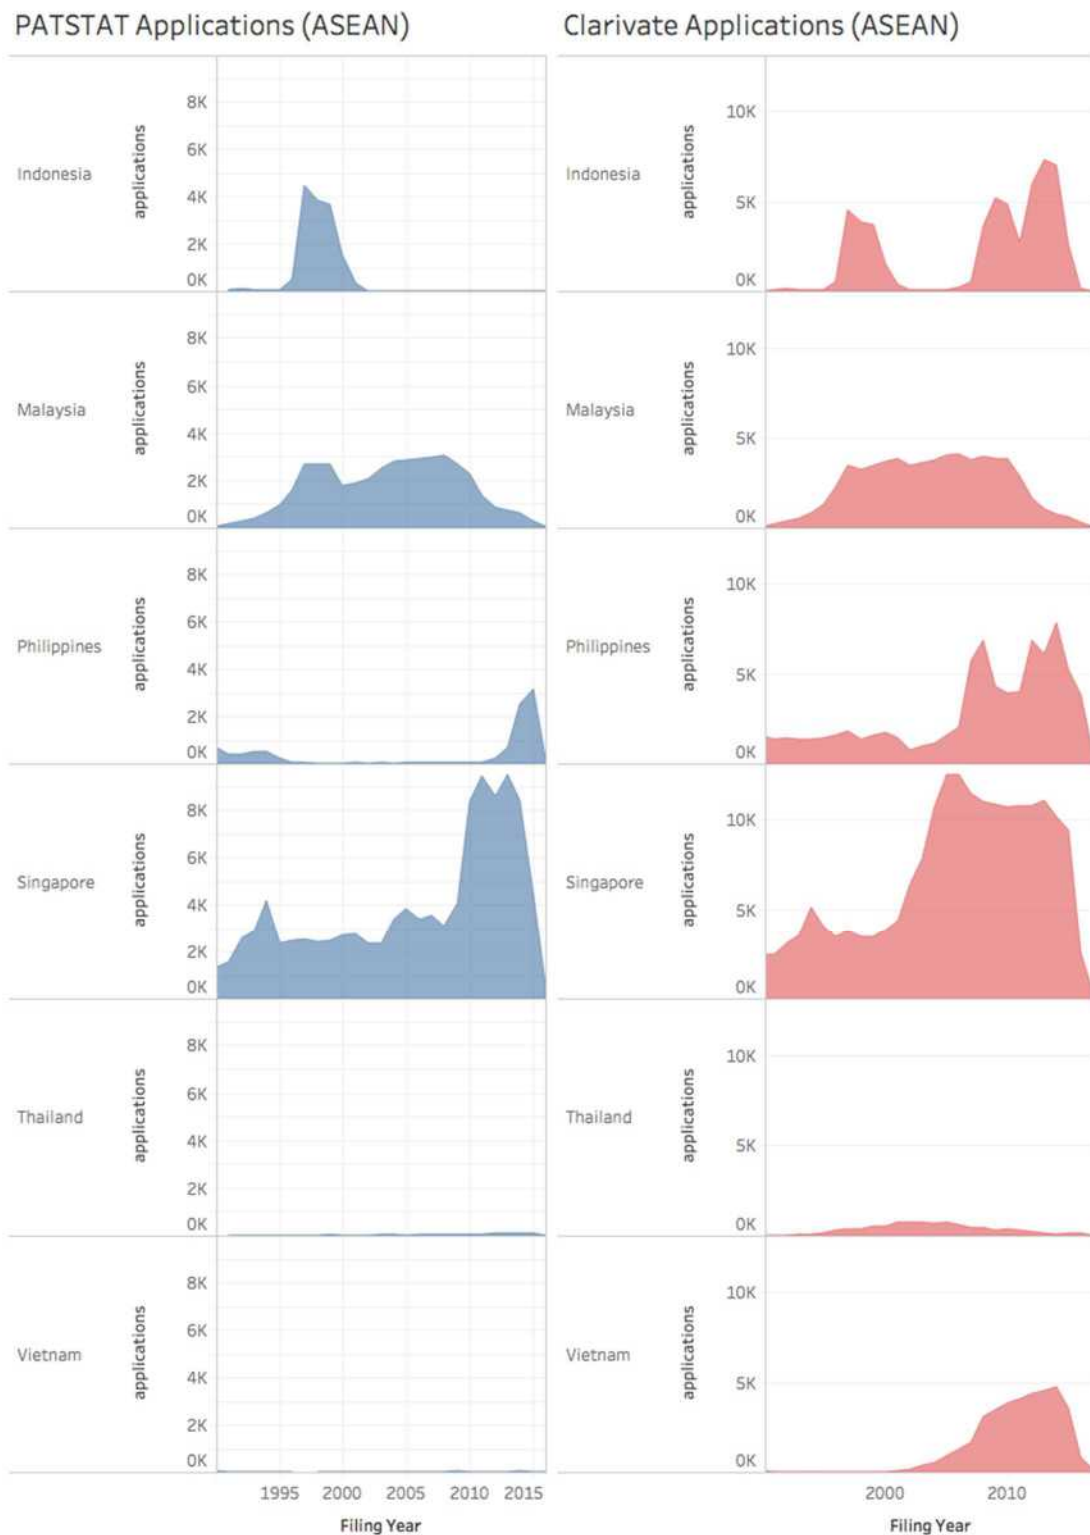 PATSTAT Applications (ASEAN)
Clarivate Applications (ASEAN)
Indonesia
applications
8K
6K
4K
2K
0K
Indonesia
applications
10K
5K
0K
Malaysia
applications
8K
6K
4K
2K
0K
Malaysia
applications
10K
5K
0K
Philippines
applications
8K
6K
4K
2K
0K
Philippines
applications
10K
5K
0K
Singapore
applications
8K
6K
4K
2K
0K
Singapore
applications
10K
5K
0K
Thailand
applications
8K
6K
4K
2K
0K
Thailand
applications
10K
5K
0K
Vietnam
applications
8K
6K
4K
2K
0K
Vietnam
applications
10K
5K
0K
1995 2000 2005 2010 2015
Filing Year
2000 2010
Filing Year